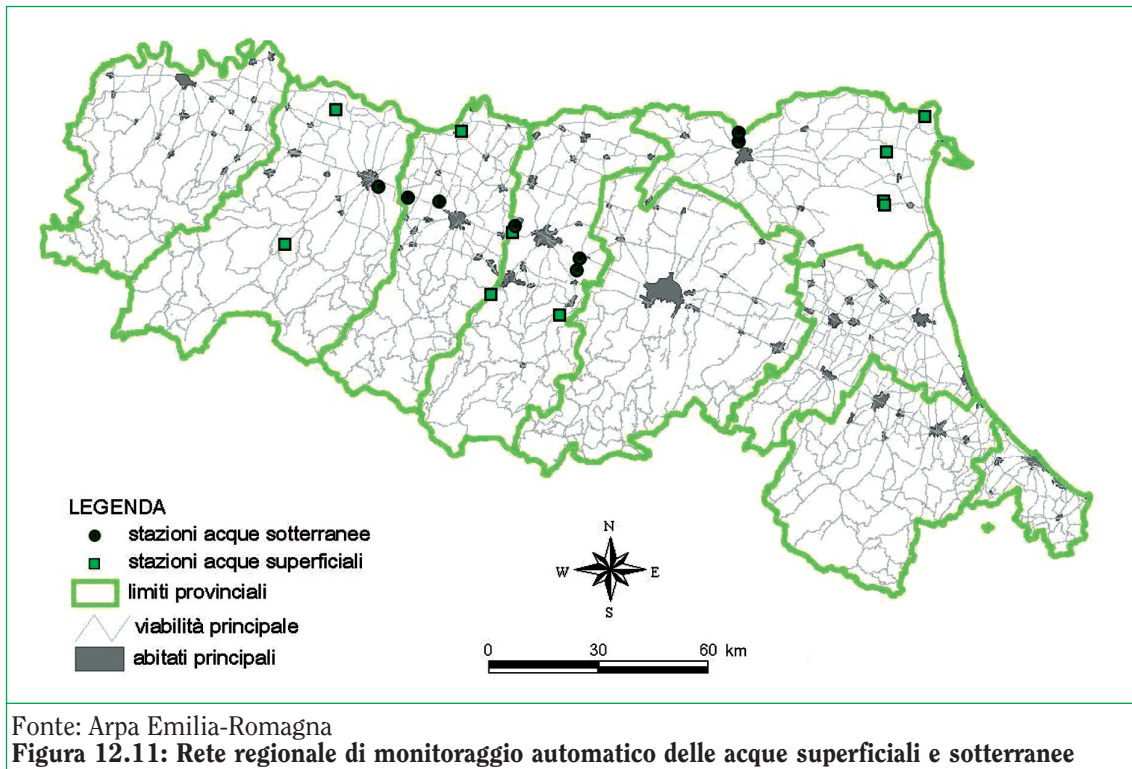 LEGENDA
stazioni acque sotterranee
stazioni acque superficiali
limiti provinciali
viabilità principale
abitati principali
N
W E
S
0 30 60 km
Fonte: Arpa Emilia-Romagna
Figura 12.11: Rete regionale di monitoraggio automatico delle acque superficiali e sotterranee